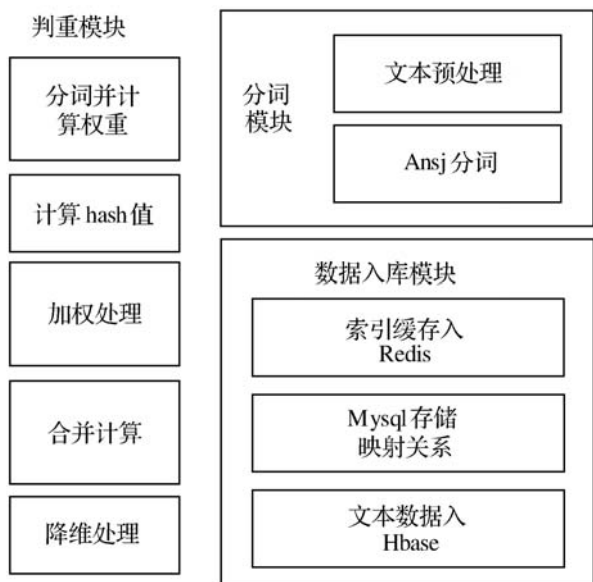 判重模块
分词并计
算权重
计算 hash 值
加权处理
合并计算
降维处理
分词
模块
文本预处理
Ansj 分词
数据入库模块
索引缓存入
Redis
Mysql 存储
映射关系
文本数据入
Hbase